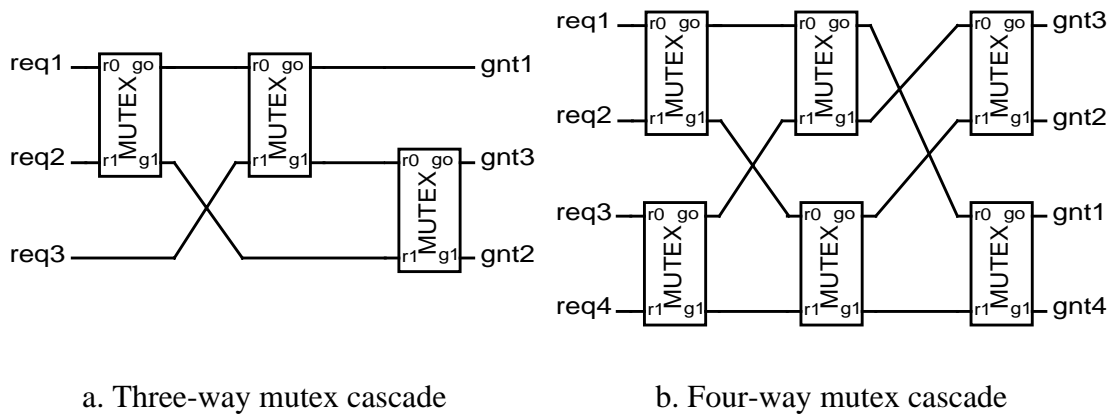 req1 r0 go MUTEX r1 g1
r0 go MUTEX r1 g1 gnt1
req2
r0 go MUTEX r1 g1 gnt3
req3 gnt2
a. Three-way mutex cascade
req1 r0 go MUTEX r1 g1
r0 go MUTEX r1 g1
r0 go MUTEX r1 g1 gnt3
req2 gnt2
req3 r0 go MUTEX r1 g1
r0 go MUTEX r1 g1
r0 go MUTEX r1 g1 gnt1
req4 gnt4
b. Four-way mutex cascade